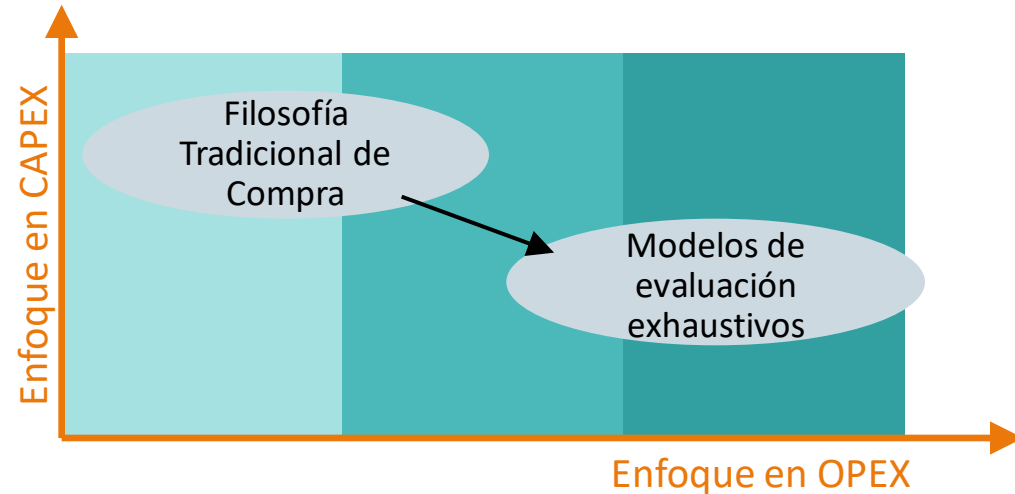 Enfoque en CAPEX
Filosofía
Tradicional de
Compra
Modelos de
evaluación
exhaustivos
Enfoque en OPEX